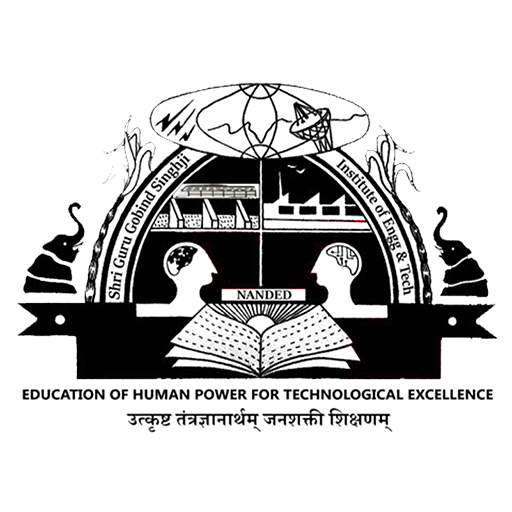 Shri Guru Gobind Singhji
Institute of Engg & Tech
NANDED
EDUCATION OF HUMAN POWER FOR TECHNOLOGICAL EXCELLENCE
उत्कृष्ट तंत्रज्ञानार्थम् जनशक्ती शिक्षणम्